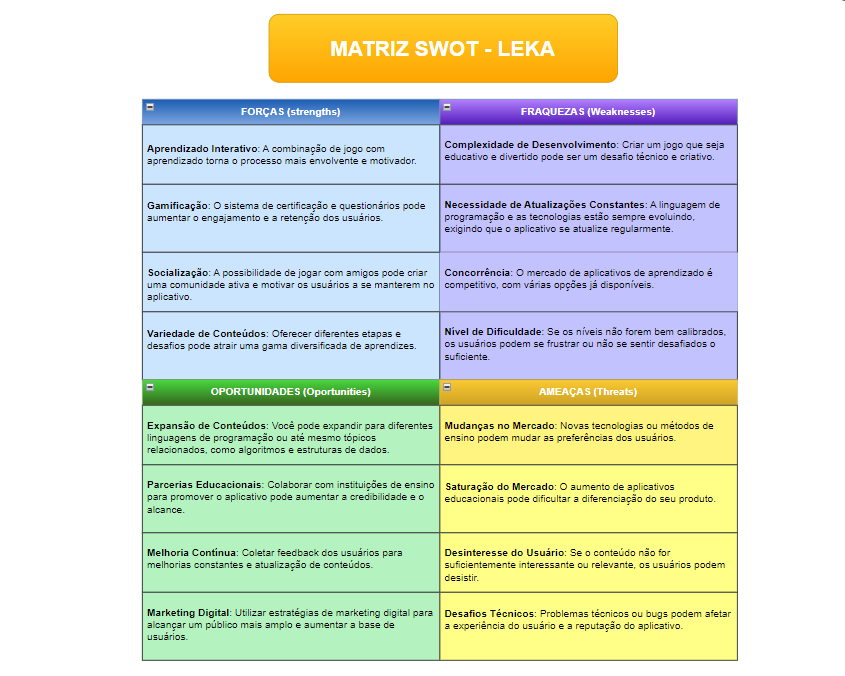 MATRIZ SWOT - LEKA
FORÇAS (strengths)
Aprendizado Interativo: A combinação de jogo com
aprendizado torna o processo mais envolvente e motivador.
Gamificação: O sistema de certificação e questionários pode
aumentar o engajamento e a retenção dos usuários.
Socialização: A possibilidade de jogar com amigos pode criar
uma comunidade ativa e motivar os usuários a se manterem no
aplicativo.
Variedade de Conteúdos: Oferecer diferentes etapas e
desafios pode atrair uma gama diversificada de aprendizes.
FRAQUEZAS (Weaknesses)
Complexidade de Desenvolvimento: Criar um jogo que seja
educativo e divertido pode ser um desafio técnico e criativo.
Necessidade de Atualizações Constantes: A linguagem de
programação e as tecnologias estão sempre evoluindo,
exigindo que o aplicativo se atualize regularmente.
Concorrência: O mercado de aplicativos de aprendizado é
competitivo, com várias opções já disponíveis.
Nível de Dificuldade: Se os níveis não forem bem calibrados,
os usuários podem se frustrar ou não se sentir desafiados o
suficiente.
OPORTUNIDADES (Oportunities)
Expansão de Conteúdos: Você pode expandir para diferentes
linguagens de programação ou até mesmo tópicos
relacionados, como algoritmos e estruturas de dados.
Parcerias Educacionais: Colaborar com instituições de ensino
para promover o aplicativo pode aumentar a credibilidade e o
alcance.
Melhoria Contínua: Coletar feedback dos usuários para
melhorias constantes e atualização de conteúdos.
Marketing Digital: Utilizar estratégias de marketing digital para
alcançar um público mais amplo e aumentar a base de
usuários.
AMEAÇAS (Threats)
Mudanças no Mercado: Novas tecnologias ou métodos de
ensino podem mudar as preferências dos usuários.
Saturação do Mercado: O aumento de aplicativos
educacionais pode dificultar a diferenciação do seu produto.
Desinteresse do Usuário: Se o conteúdo não for
suficientemente interessante ou relevante, os usuários podem
desistir.
Desafios Técnicos: Problemas técnicos ou bugs podem afetar
a experiência do usuário e a reputação do aplicativo.